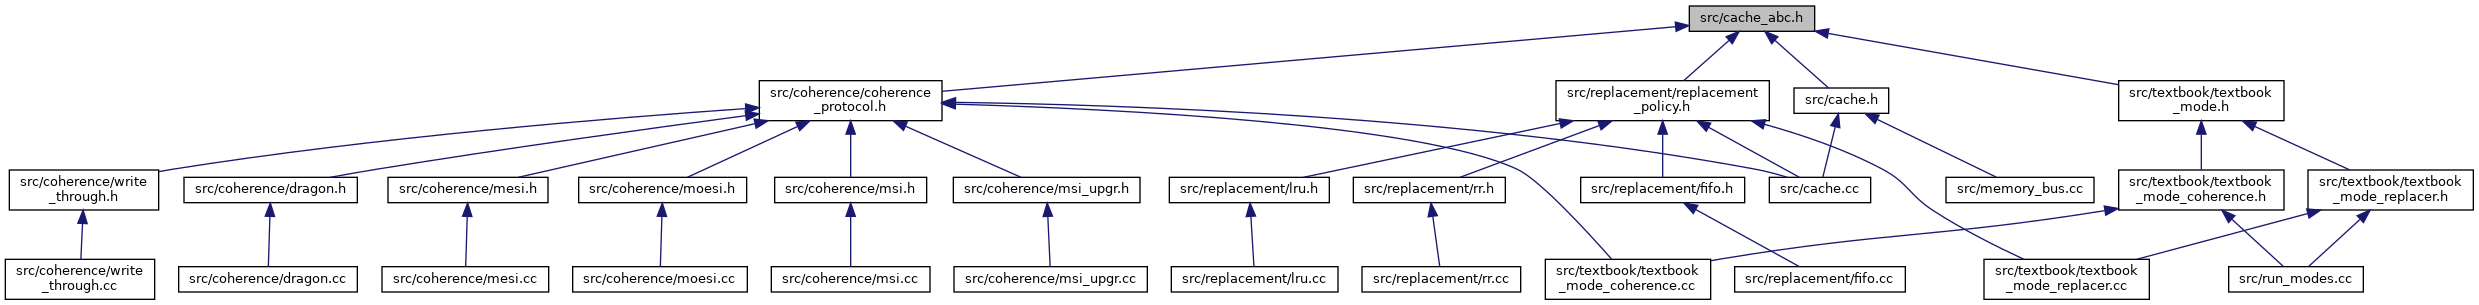 src/cache_abc.h
src/coherence/coherence
_protocol.h
src/replacement/replacement
_policy.h
src/cache.h
src/textbook/textbook
_mode.h
src/coherence/write
_through.h
src/coherence/dragon.h
src/coherence/mesi.h
src/coherence/moesi.h
src/coherence/msi.h
src/coherence/msi_upgr.h
src/replacement/lru.h
src/replacement/rr.h
src/replacement/fifo.h
src/cache.cc
src/memory_bus.cc
src/textbook/textbook
_mode_coherence.h
src/textbook/textbook
_mode_replacer.h
src/coherence/write
_through.cc
src/coherence/dragon.cc
src/coherence/mesi.cc
src/coherence/moesi.cc
src/coherence/msi.cc
src/coherence/msi_upgr.cc
src/replacement/lru.cc
src/replacement/rr.cc
src/textbook/textbook
_mode_coherence.cc
src/replacement/fifo.cc
src/textbook/textbook
_mode_replacer.cc
src/run_modes.cc